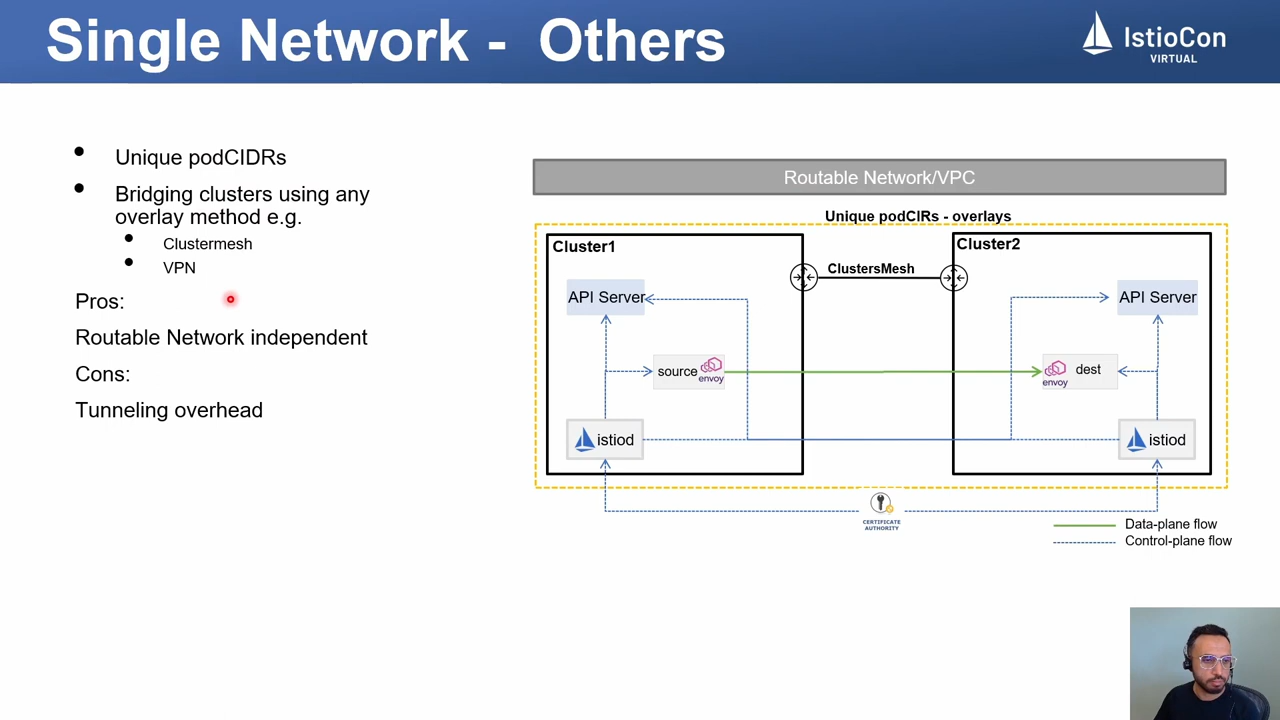 Single Network - Others
IstioCon
VIRTUAL
Unique podCIDRs
Bridging clusters using any
overlay method e.g.
Clustermesh
VPN
Pros:
Routable Network independent
Cons:
Tunneling overhead
Routable Network/VPC
Unique podCIRs - overlays
Cluster1
ClustersMesh
Cluster2
API Server
API Server
source
envoy
dest
envoy
istiod
istiod
CERTIFICATE
AUTHORITY
Data-plane flow
Control-plane flow